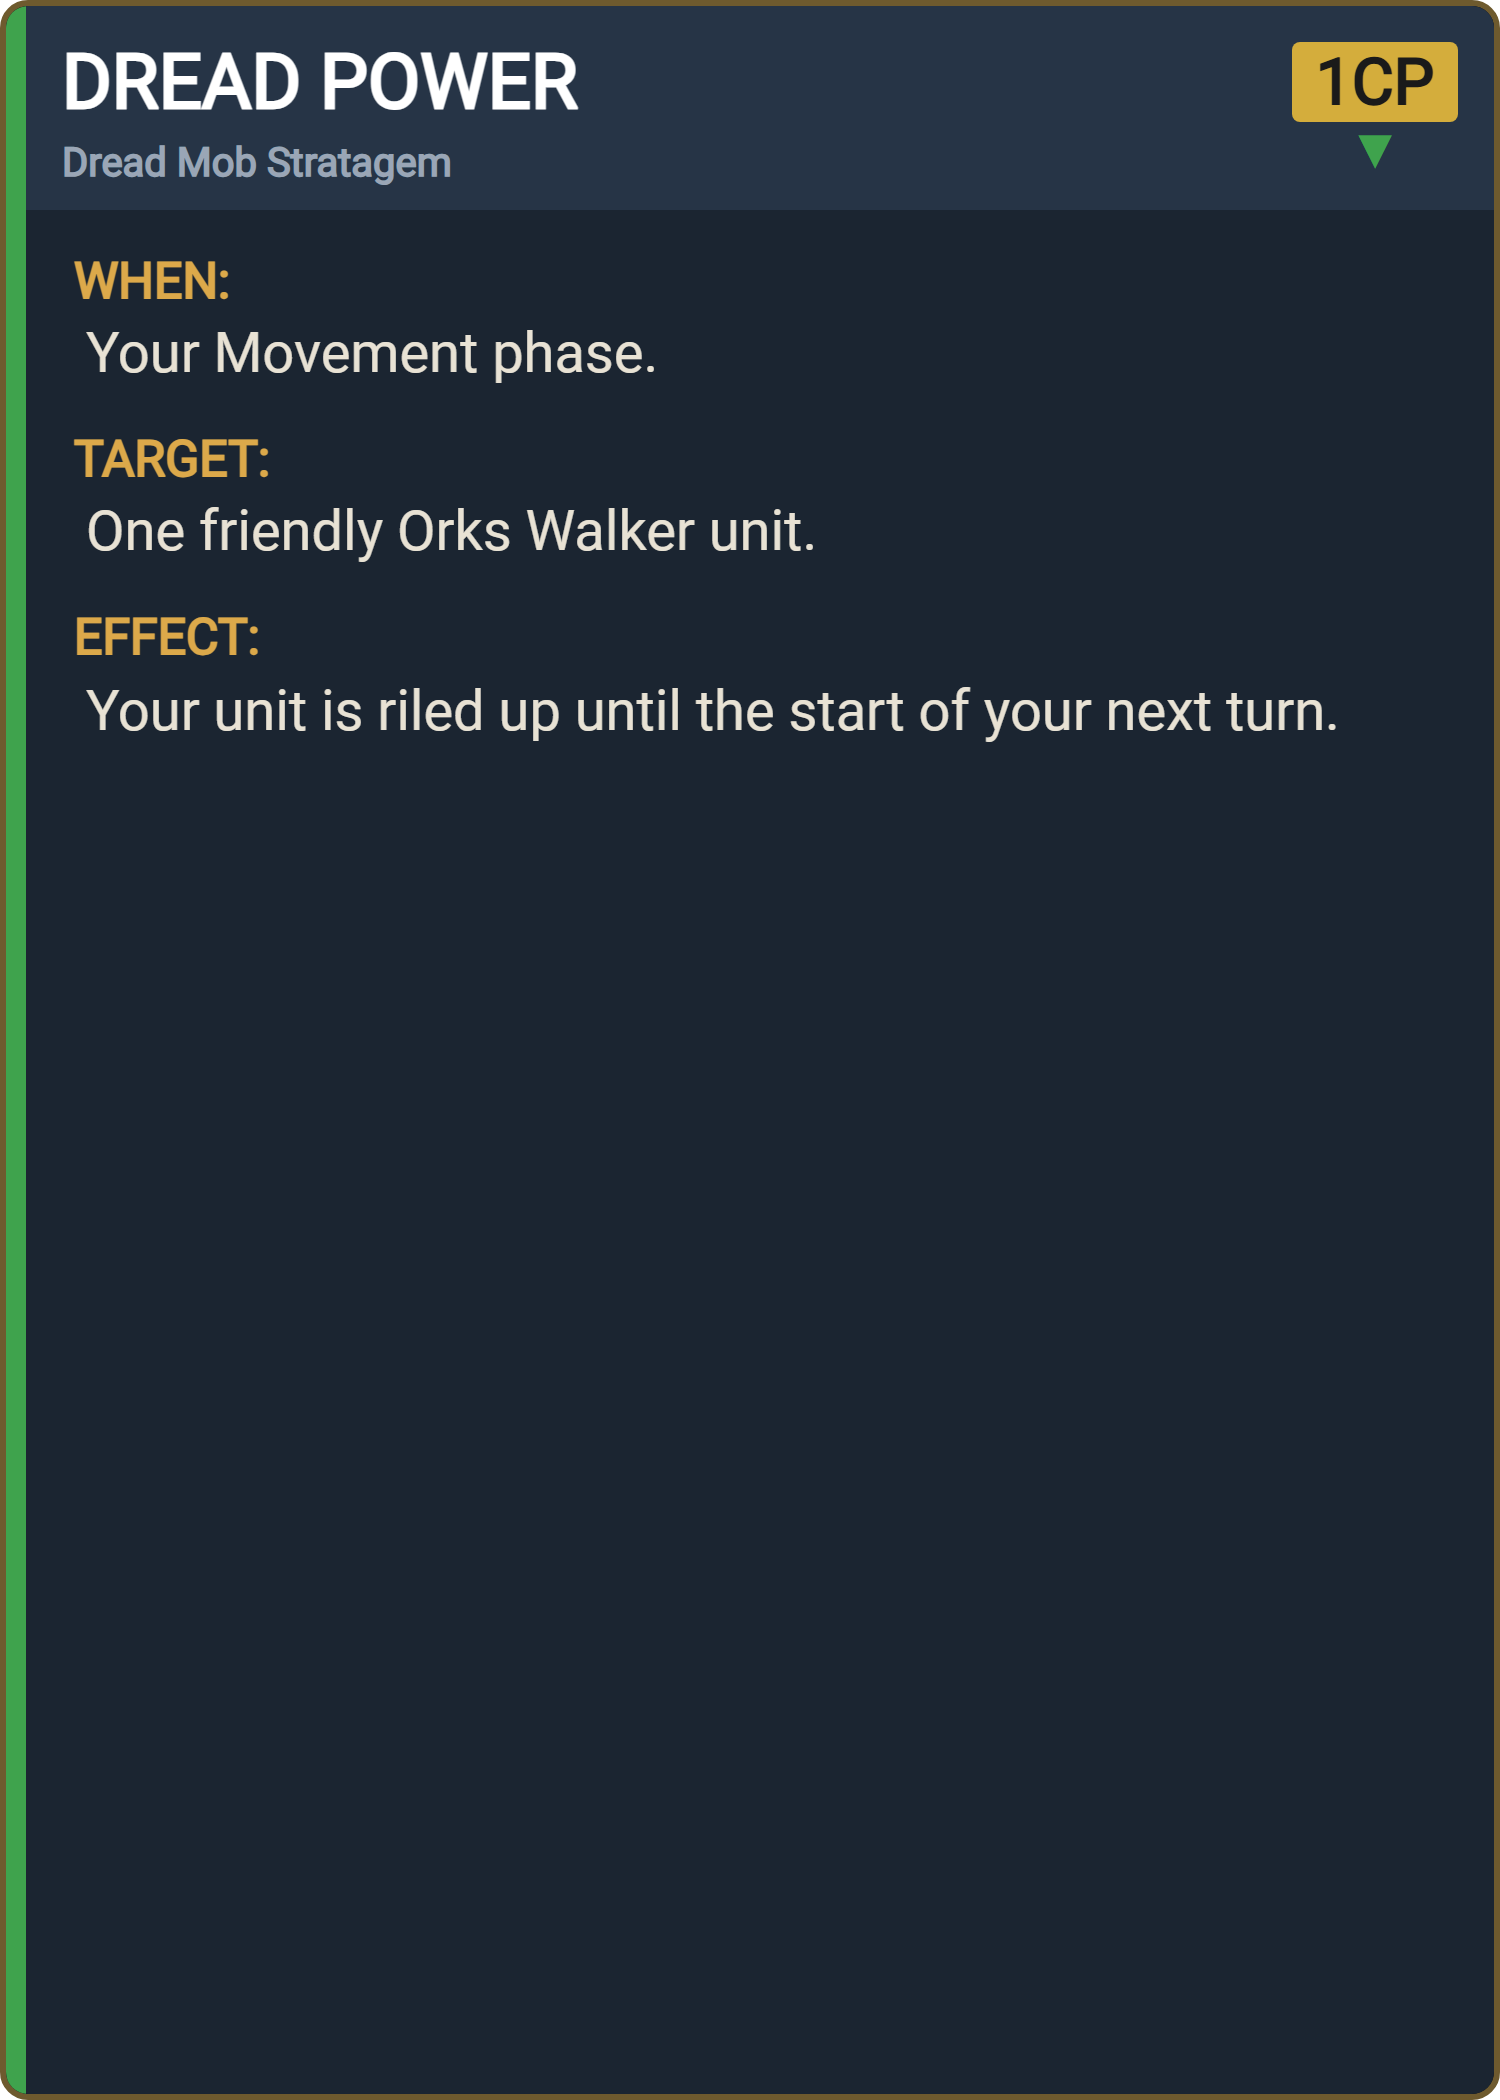 DREAD POWER
1CP
Dread Mob Stratagem
WHEN:
Your Movement phase.
TARGET:
One friendly Orks Walker unit.
EFFECT:
Your unit is riled up until the start of your next turn.